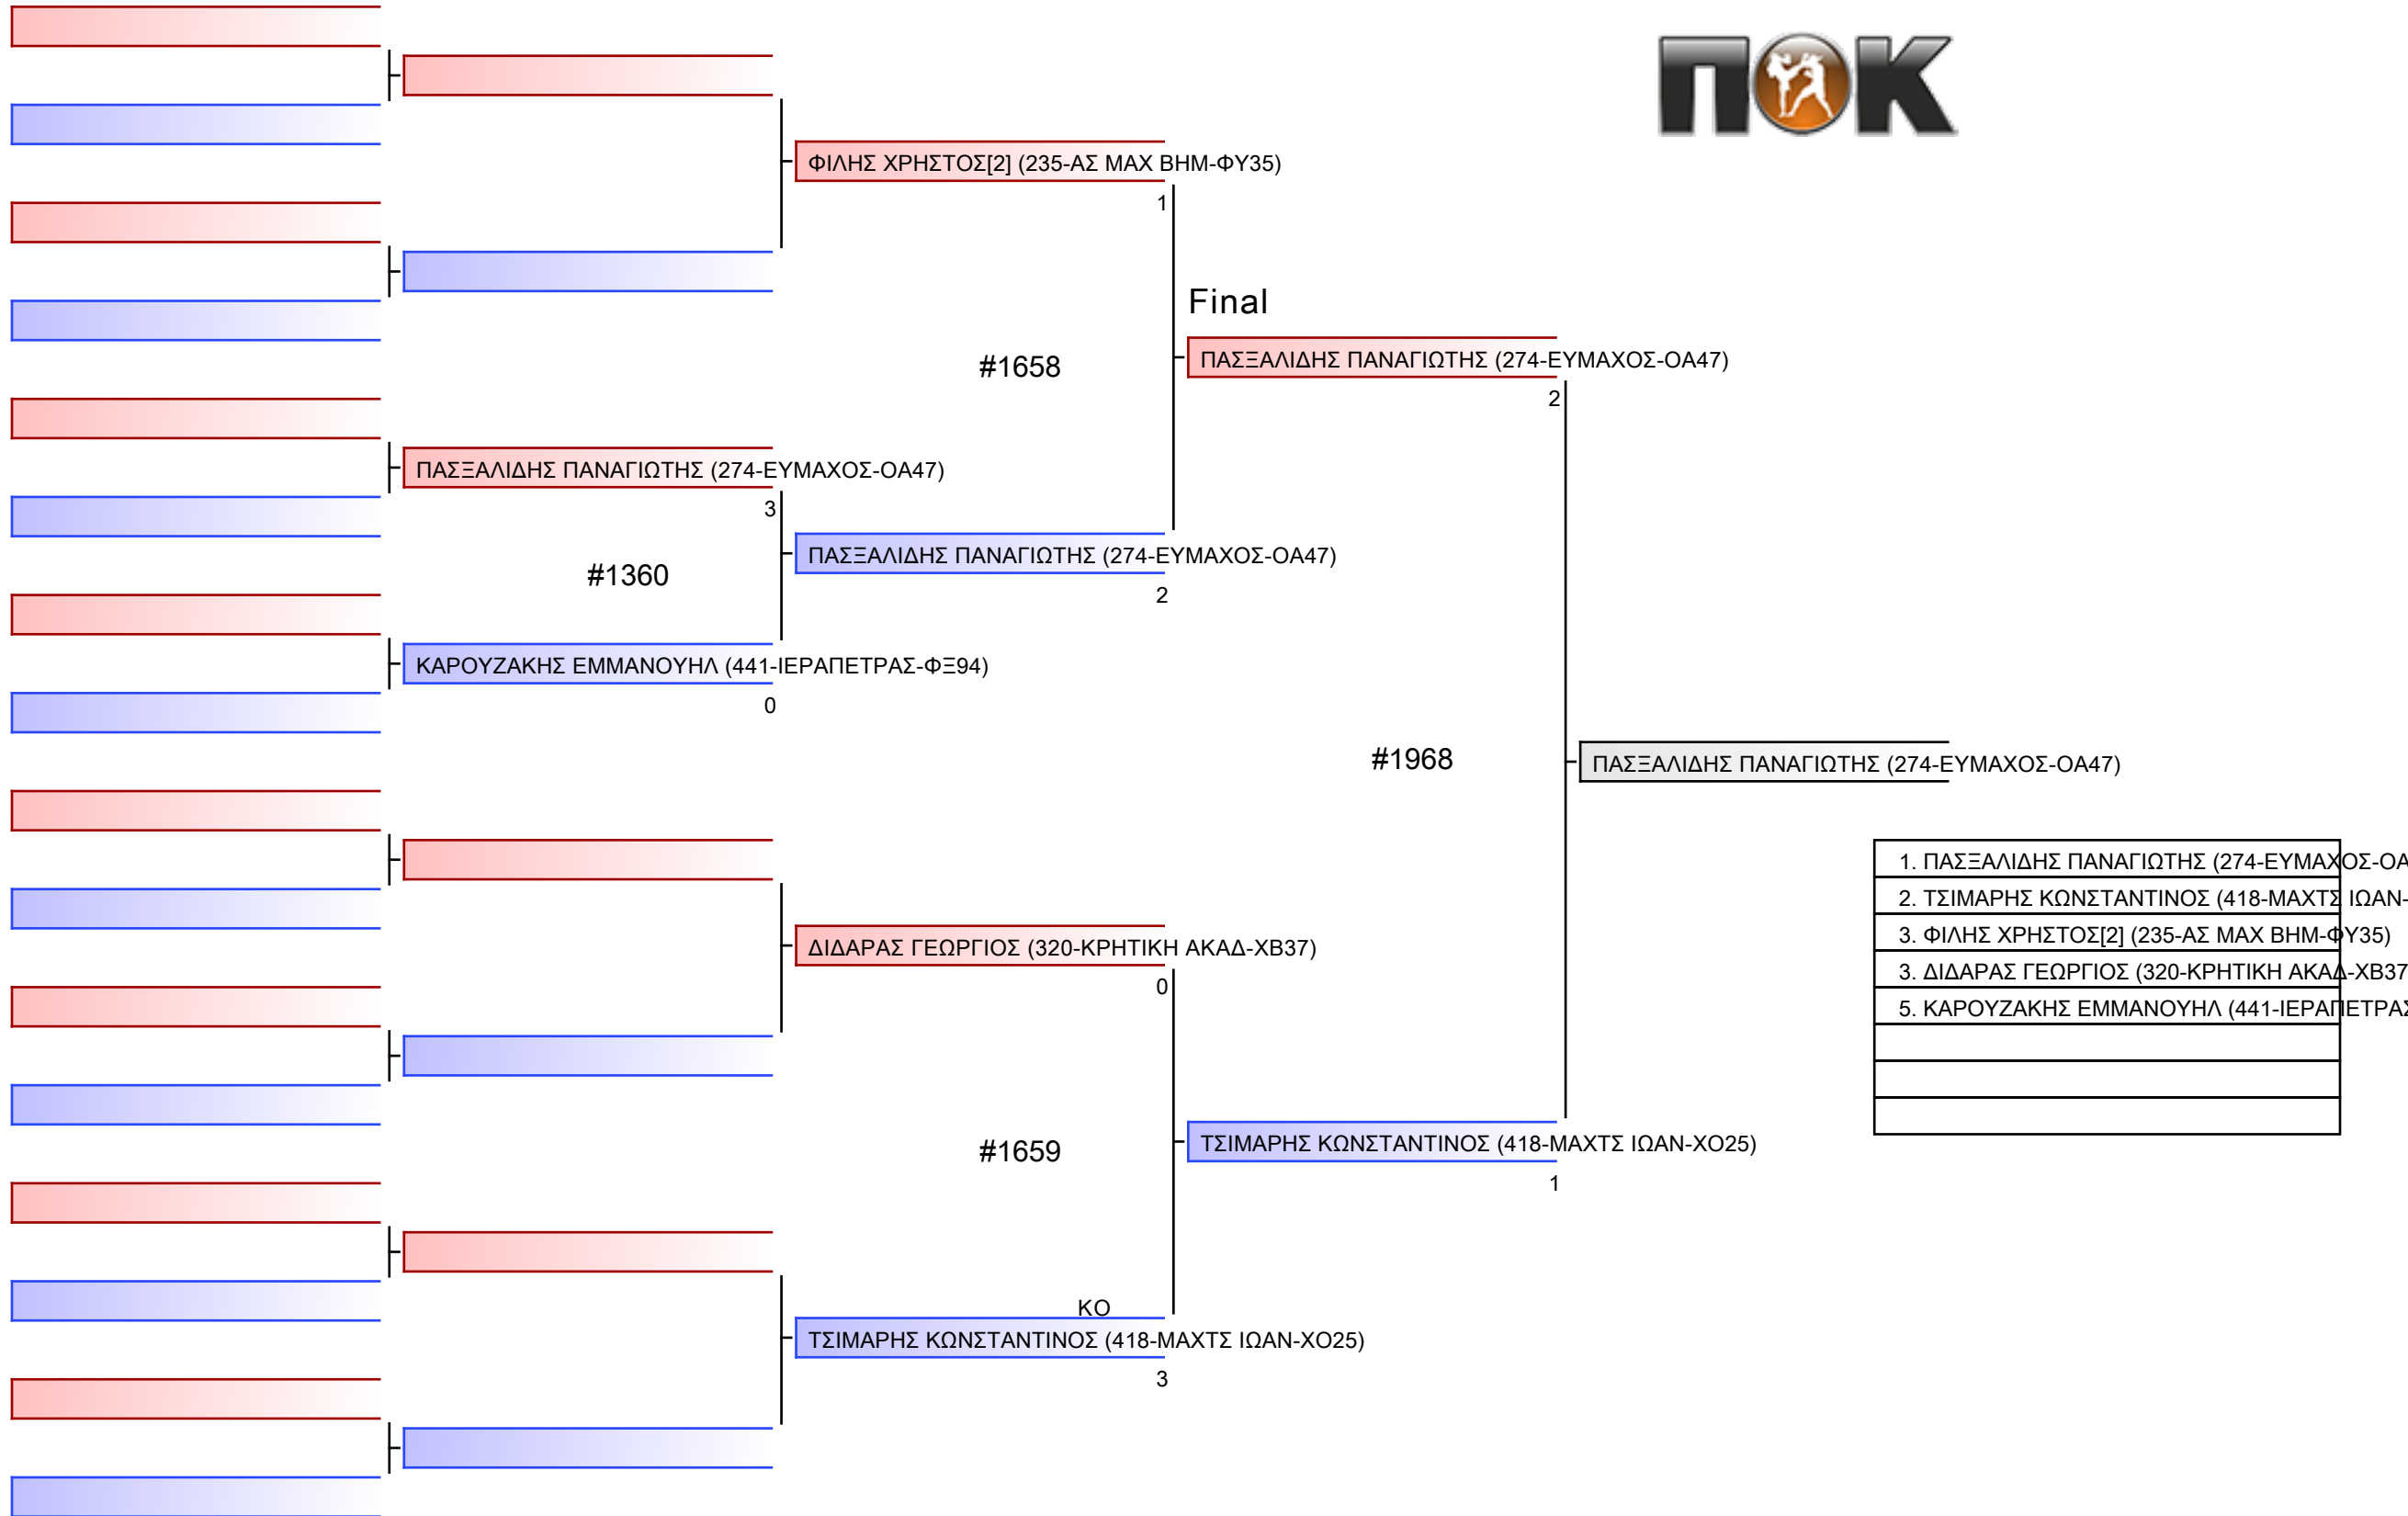 ΠΟΚ
ΦΙΛΗΣ ΧΡΗΣΤΟΣ[2] (235-ΑΣ ΜΑΧ ΒΗΜ-ΦΥ35)
1
Final
#1658
ΠΑΣΞΑΛΙΔΗΣ ΠΑΝΑΓΙΩΤΗΣ (274-ΕΥΜΑΧΟΣ-ΟΑ47)
2
ΠΑΣΞΑΛΙΔΗΣ ΠΑΝΑΓΙΩΤΗΣ (274-ΕΥΜΑΧΟΣ-ΟΑ47)
3
ΠΑΣΞΑΛΙΔΗΣ ΠΑΝΑΓΙΩΤΗΣ (274-ΕΥΜΑΧΟΣ-ΟΑ47)
#1360
2
ΚΑΡΟΥΖΑΚΗΣ ΕΜΜΑΝΟΥΗΛ (441-ΙΕΡΑΠΕΤΡΑΣ-ΦΞ94)
0
#1968
ΠΑΣΞΑΛΙΔΗΣ ΠΑΝΑΓΙΩΤΗΣ (274-ΕΥΜΑΧΟΣ-ΟΑ47)
1. ΠΑΣΞΑΛΙΔΗΣ ΠΑΝΑΓΙΩΤΗΣ (274-ΕΥΜΑΧΟΣ-ΟΑ
2. ΤΣΙΜΑΡΗΣ ΚΩΝΣΤΑΝΤΙΝΟΣ (418-ΜΑΧΤΣ ΙΩΑΝ-
3. ΦΙΛΗΣ ΧΡΗΣΤΟΣ[2] (235-ΑΣ ΜΑΧ ΒΗΜ-ΦΥ35)
3. ΔΙΔΑΡΑΣ ΓΕΩΡΓΙΟΣ (320-ΚΡΗΤΙΚΗ ΑΚΑΔ-ΧΒ37
5. ΚΑΡΟΥΖΑΚΗΣ ΕΜΜΑΝΟΥΗΛ (441-ΙΕΡΑΠΕΤΡΑΣ
ΔΙΔΑΡΑΣ ΓΕΩΡΓΙΟΣ (320-ΚΡΗΤΙΚΗ ΑΚΑΔ-ΧΒ37)
0
#1659
ΤΣΙΜΑΡΗΣ ΚΩΝΣΤΑΝΤΙΝΟΣ (418-ΜΑΧΤΣ ΙΩΑΝ-ΧΟ25)
1
KO
ΤΣΙΜΑΡΗΣ ΚΩΝΣΤΑΝΤΙΝΟΣ (418-ΜΑΧΤΣ ΙΩΑΝ-ΧΟ25)
3